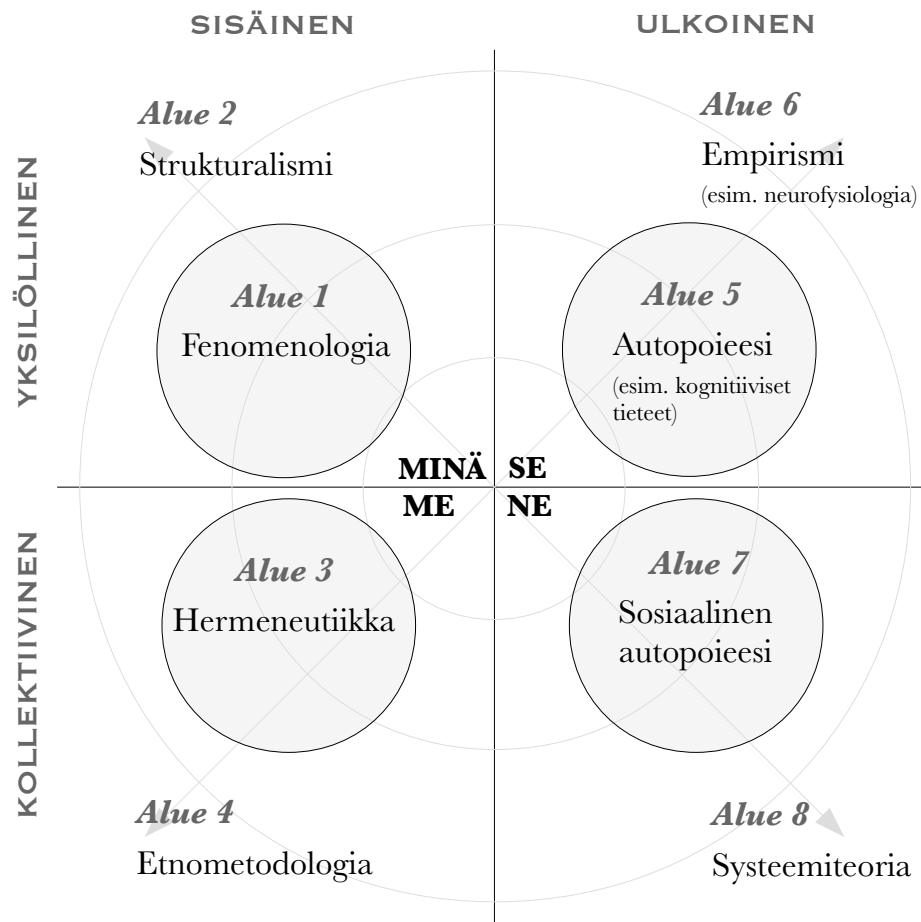 SISÄINEN
ULKOINEN
YKSILÖLLINEN
Alue 2
Strukturalismi
Alue 6
Empirismi
(esim. neurofysiologia)
Alue 1
Fenomenologia
Alue 5
Autopoieesi
(esim. kognitiiviset
tieteet)
MINÄ
SE
ME
NE
KOLLEKTIIVINEN
Alue 3
Hermeneutiikka
Alue 7
Sosiaalinen
autopoieesi
Alue 4
Etnometodologia
Alue 8
Systeemiteoria